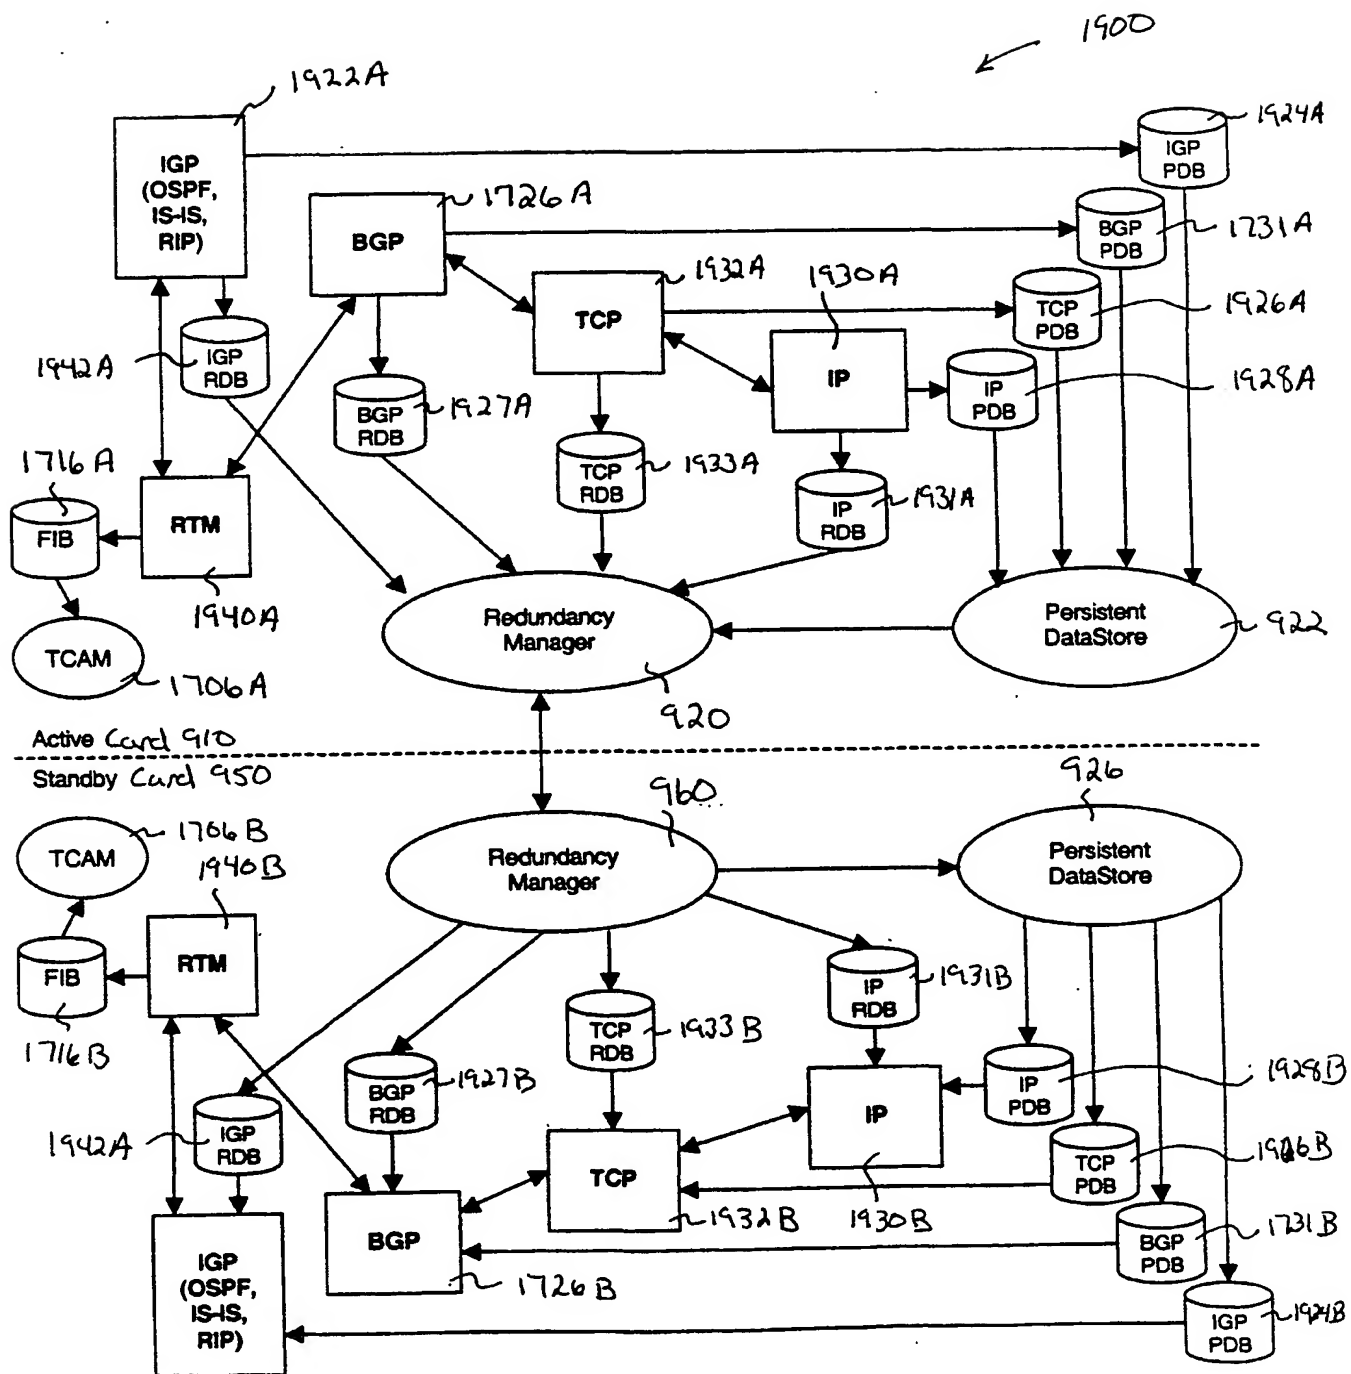 1900
1922A
1924A
IGP
(OSPF,
IS-IS,
RIP)
IGP
PDB
1726A
BGP
BGP
PDB
1731A
1932A
1930A
TCP
TCP
PDB
1926A
1942A
IGP
RDB
IP
IP
PDB
1928A
BGP
RDB
1927A
1716A
TCP
RDB
1933A
IP
RDB
1931A
FIB
RTM
1940A
Redundancy
Manager
Persistent
DataStore
922
TCAM
1706A
920
Active Card 910
Standby Card 950
926
960
1706B
TCAM
1940B
Redundancy
Manager
Persistent
DataStore
FIB
RTM
IP
RDB
1931B
1716B
TCP
RDB
1933B
BGP
RDB
1927B
IP
IP
PDB
1928B
1942A
IGP
RDB
TCP
TCP
PDB
1926B
1932B
1930B
BGP
BGP
PDB
1731B
1726B
IGP
(OSPF,
IS-IS,
RIP)
IGP
PDB
1924B